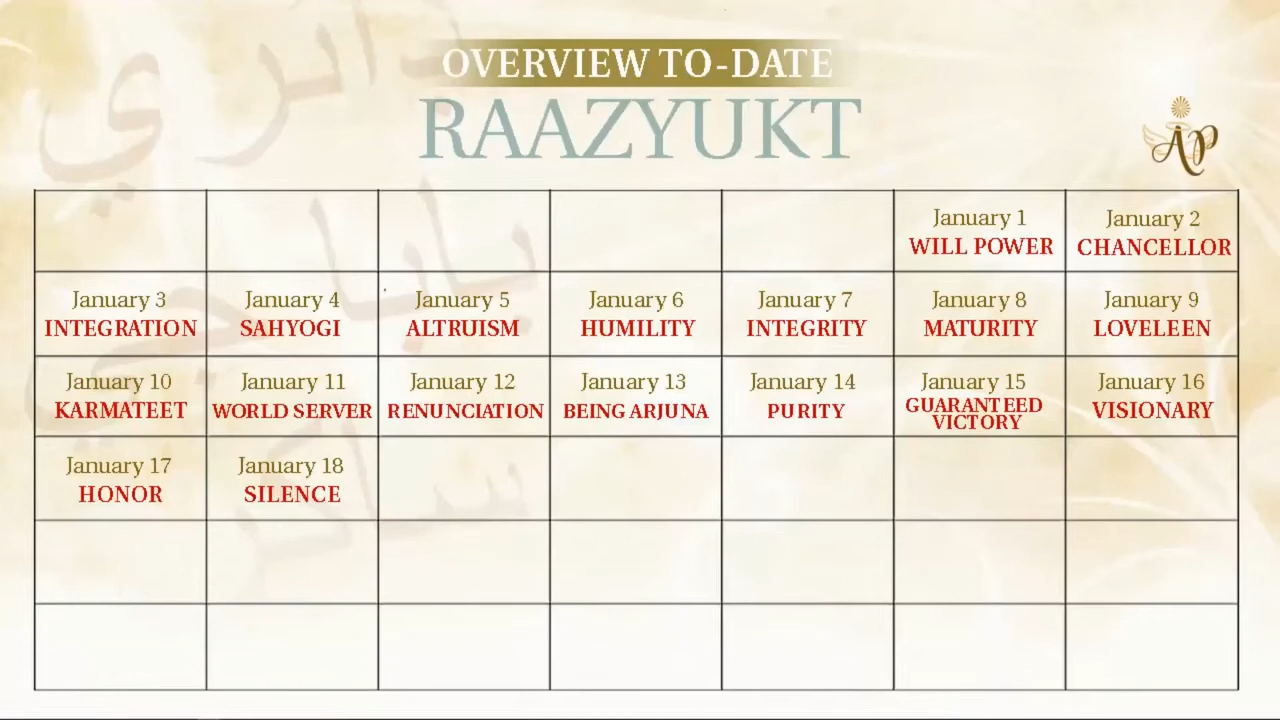 OVERVIEW TO-DATE
RAAZYUKT
AP
January 1
WILL POWER
January 2
CHANCELLOR
January 3
INTEGRATION
January 4
SAHYOGI
January 5
ALTRUISM
January 6
HUMILITY
January 7
INTEGRITY
January 8
MATURITY
January 9
LOVELEEN
January 10
KARMATEET
January 11
WORLD SERVER
January 12
RENUNCIATION
January 13
BEING ARJUNA
January 14
PURITY
January 15
GUARANTEED
VICTORY
January 16
VISIONARY
January 17
HONOR
January 18
SILENCE